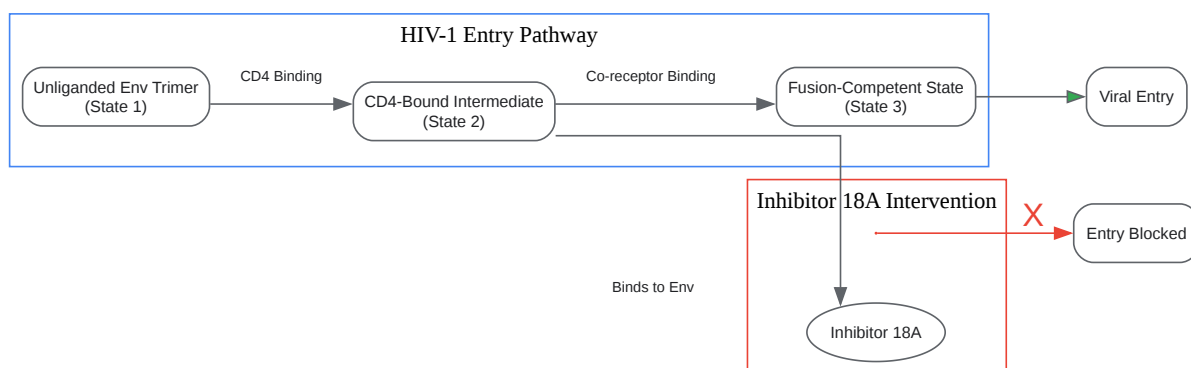 HIV-1 Entry Pathway
Unliganded Env Trimer
(State 1)
CD4 Binding
CD4-Bound Intermediate
(State 2)
Co-receptor Binding
Fusion-Competent State
(State 3)
Viral Entry
Inhibitor 18A Intervention
X
Entry Blocked
Binds to Env
Inhibitor 18A